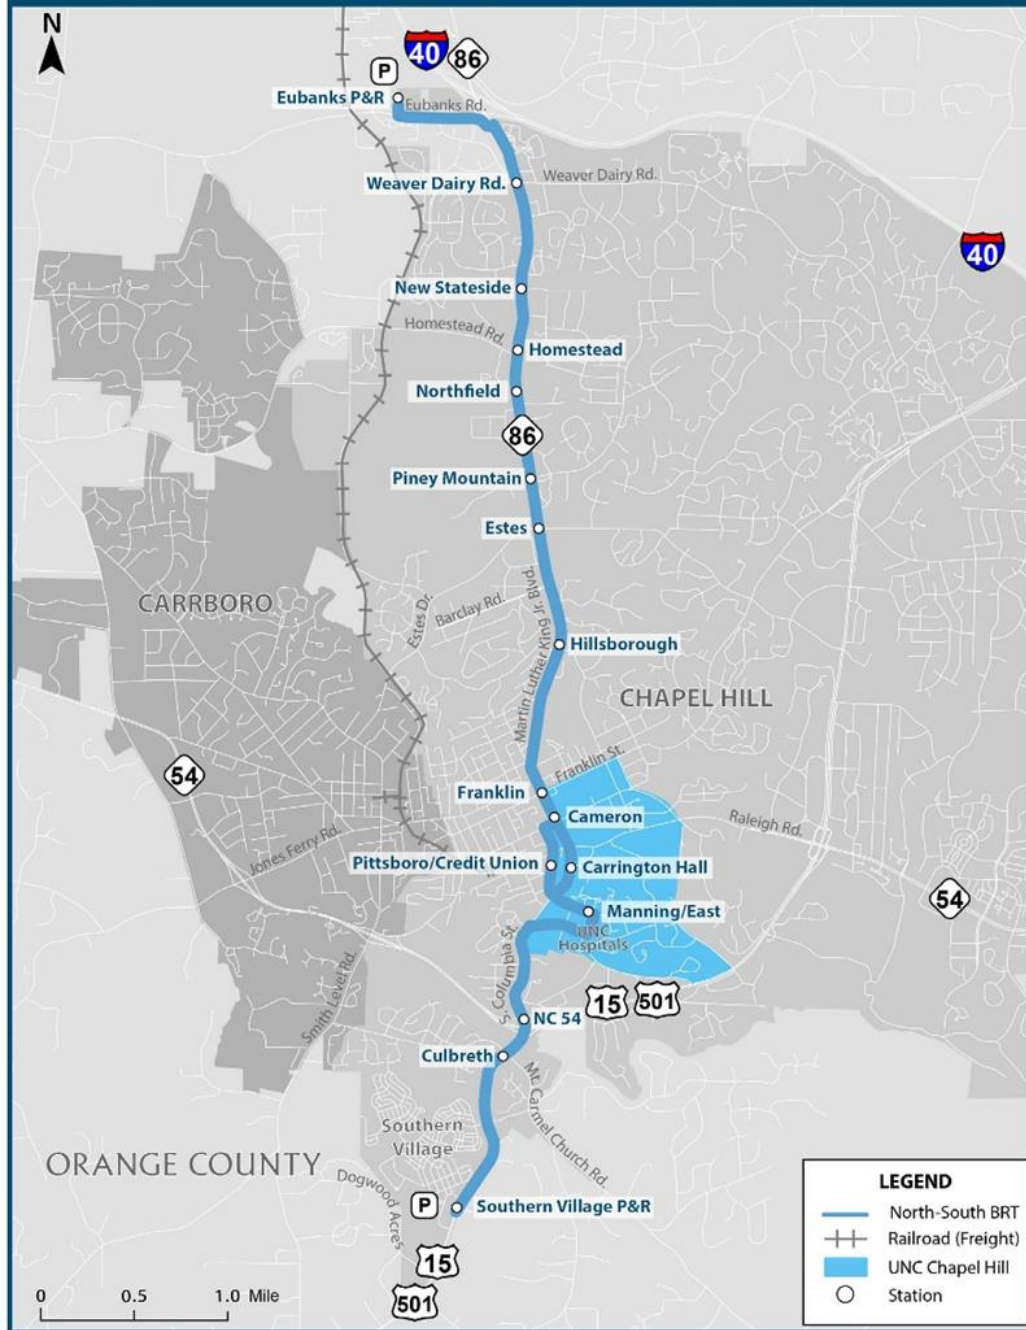 N
40
86
P
Eubanks P&R
Eubanks Rd.
Weaver Dairy Rd.
Weaver Dairy Rd.
40
New Stateside
Homestead Rd.
Homestead
Northfield
86
Piney Mountain
Estes
Martin Luther King Jr. Blvd.
Estes Dr.
Barclay Rd.
CARRBORO
Hillsborough
CHAPEL HILL
54
Franklin St.
Franklin
Cameron
Raleigh Rd.
Jones Ferry Rd.
Pittsboro/Credit Union
Carrington Hall
54
Manning/East
UNC
Hospitals
S. Columbia St.
Smith Level Rd.
15
501
NC 54
Culbreth
Mt. Carmel Church Rd.
Southern
Village
ORANGE COUNTY
Dogwood
Acres
P
Southern Village P&R
15
501
0 0.5 1.0 Mile
LEGEND
North-South BRT
Railroad (Freight)
UNC Chapel Hill
Station